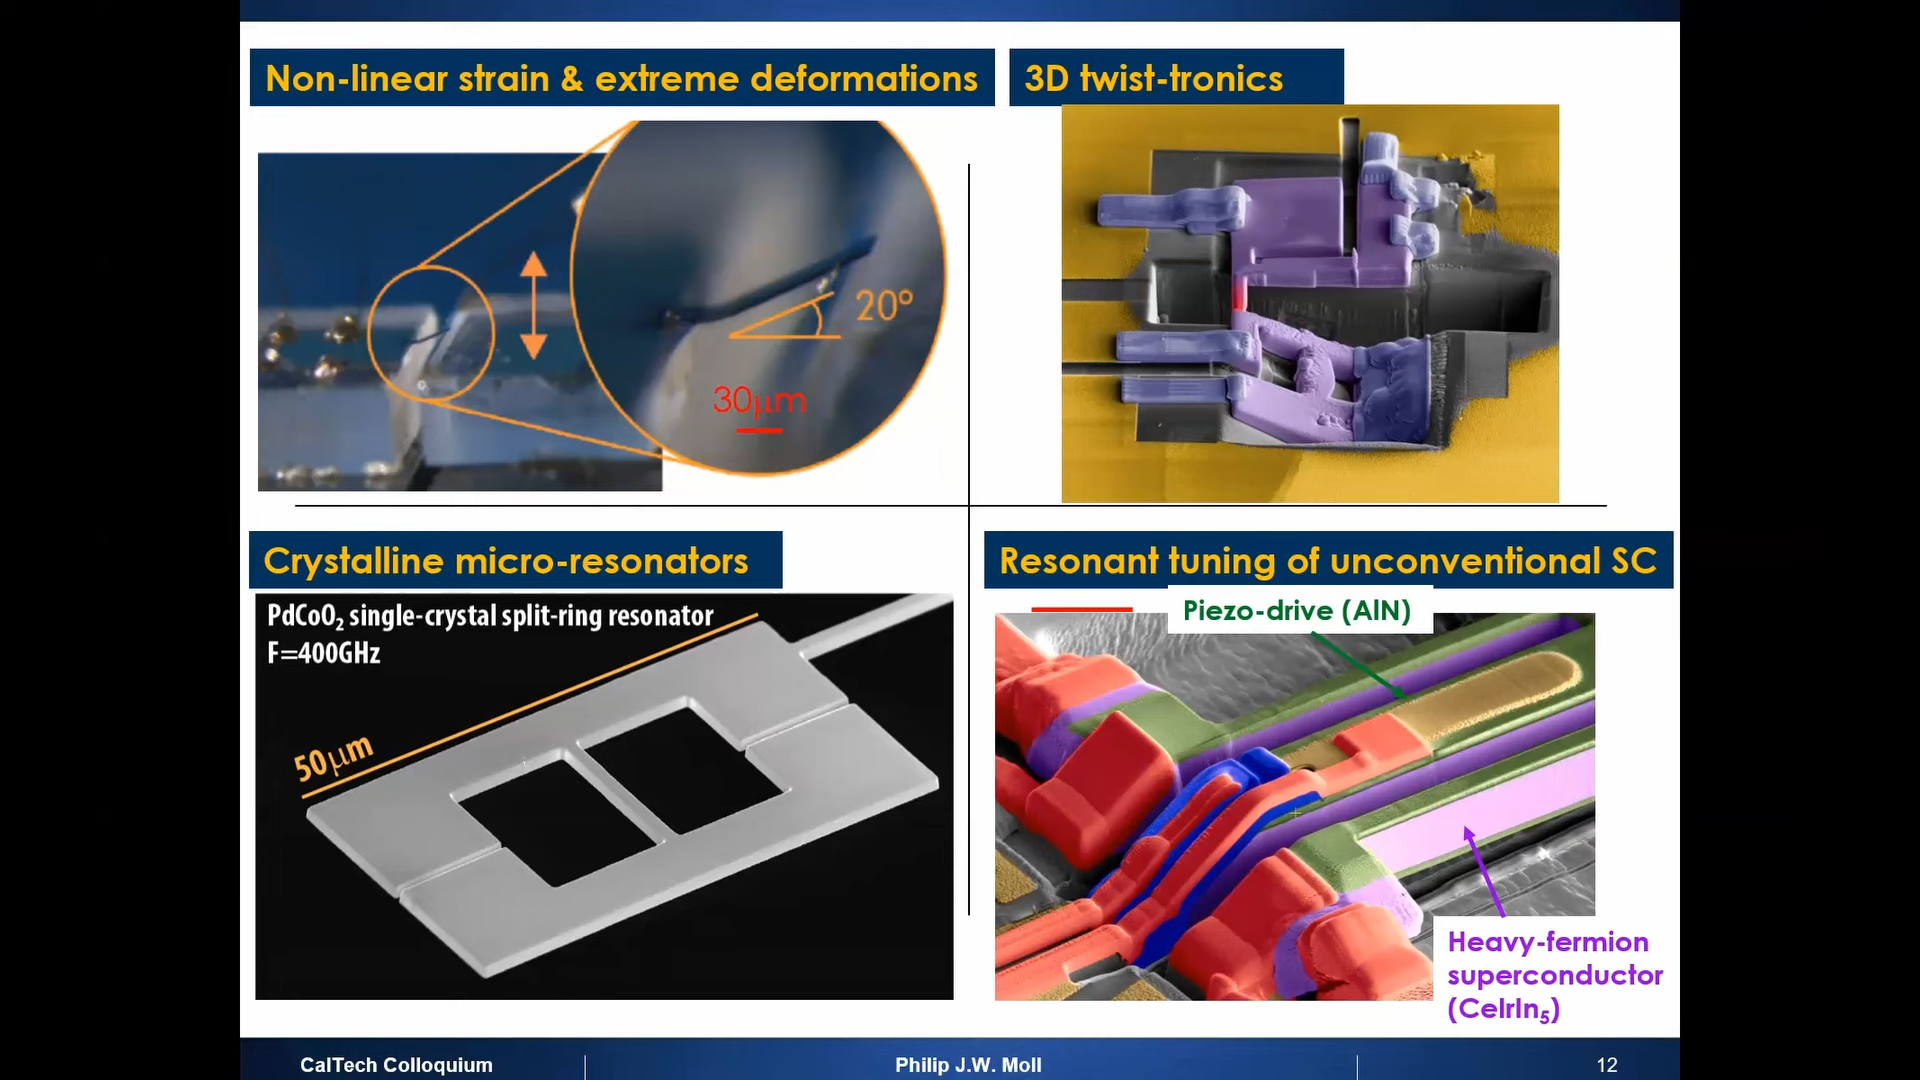 Non-linear strain & extreme deformations
3D twist-tronics
20°
30μm
Crystalline micro-resonators
Resonant tuning of unconventional SC
PdCoO₂ single-crystal split-ring resonator
F=400GHz
50μm
Piezo-drive (AlN)
Heavy-fermion
superconductor
(CeIrIn₅)
CalTech Colloquium
Philip J.W. Moll
12